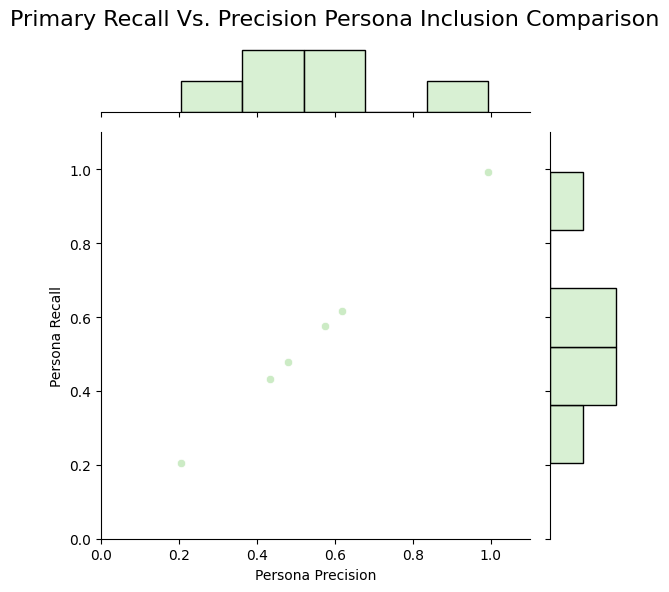 Primary Recall Vs. Precision Persona Inclusion Comparison
1.0
0.8
0.6
0.4
0.2
0.0
Persona Recall
0.0 0.2 0.4 0.6 0.8 1.0
Persona Precision